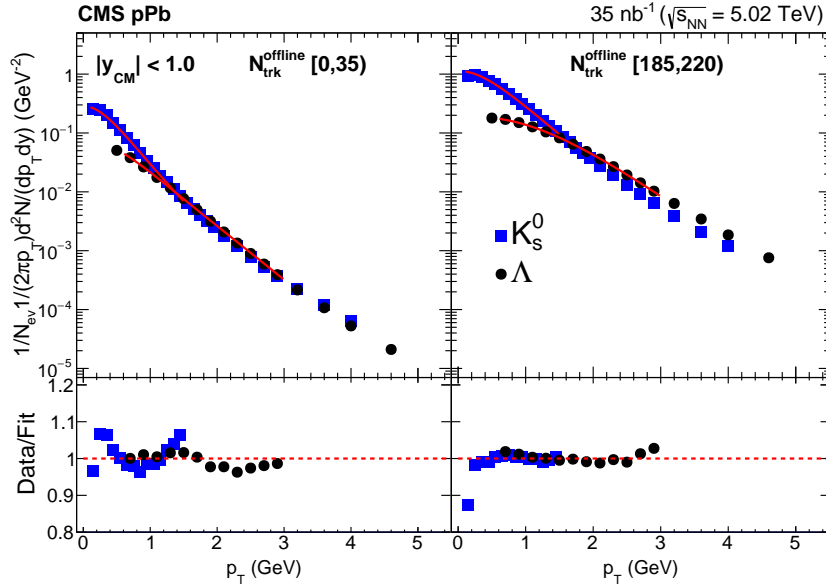 CMS pPb
35 nb⁻¹ (√s_NN = 5.02 TeV)
1/N_ev 1/(2πp_T)d²N/(dp_T dy) (GeV⁻²)
|y_CM| < 1.0 N_trk^offline [0,35)
N_trk^offline [185,220)
1
10⁻¹
10⁻²
10⁻³
10⁻⁴
10⁻⁵
K_s^0
Λ
Data/Fit
1.2
1.1
1.0
0.9
0.8
0 1 2 3 4 5
0 1 2 3 4 5
p_T (GeV)
p_T (GeV)